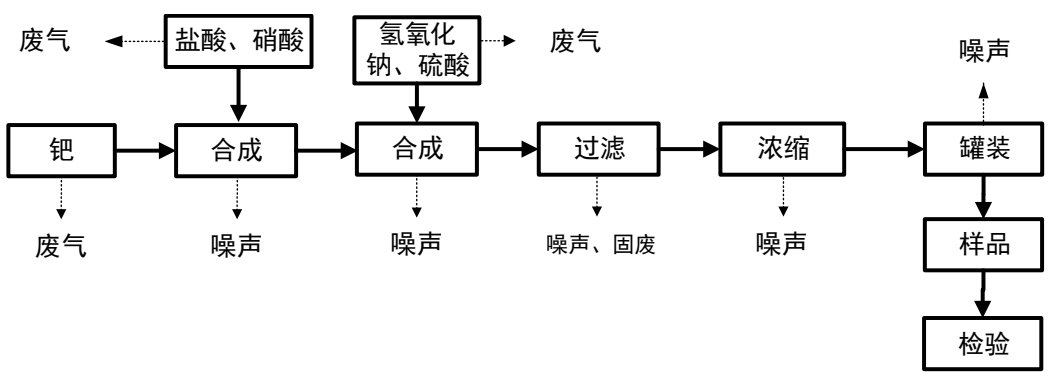 废气
盐酸、硝酸
氢氧化
钠、硫酸
废气
噪声
钯
合成
合成
过滤
浓缩
罐装
废气
噪声
噪声
噪声、固废
噪声
样品
检验